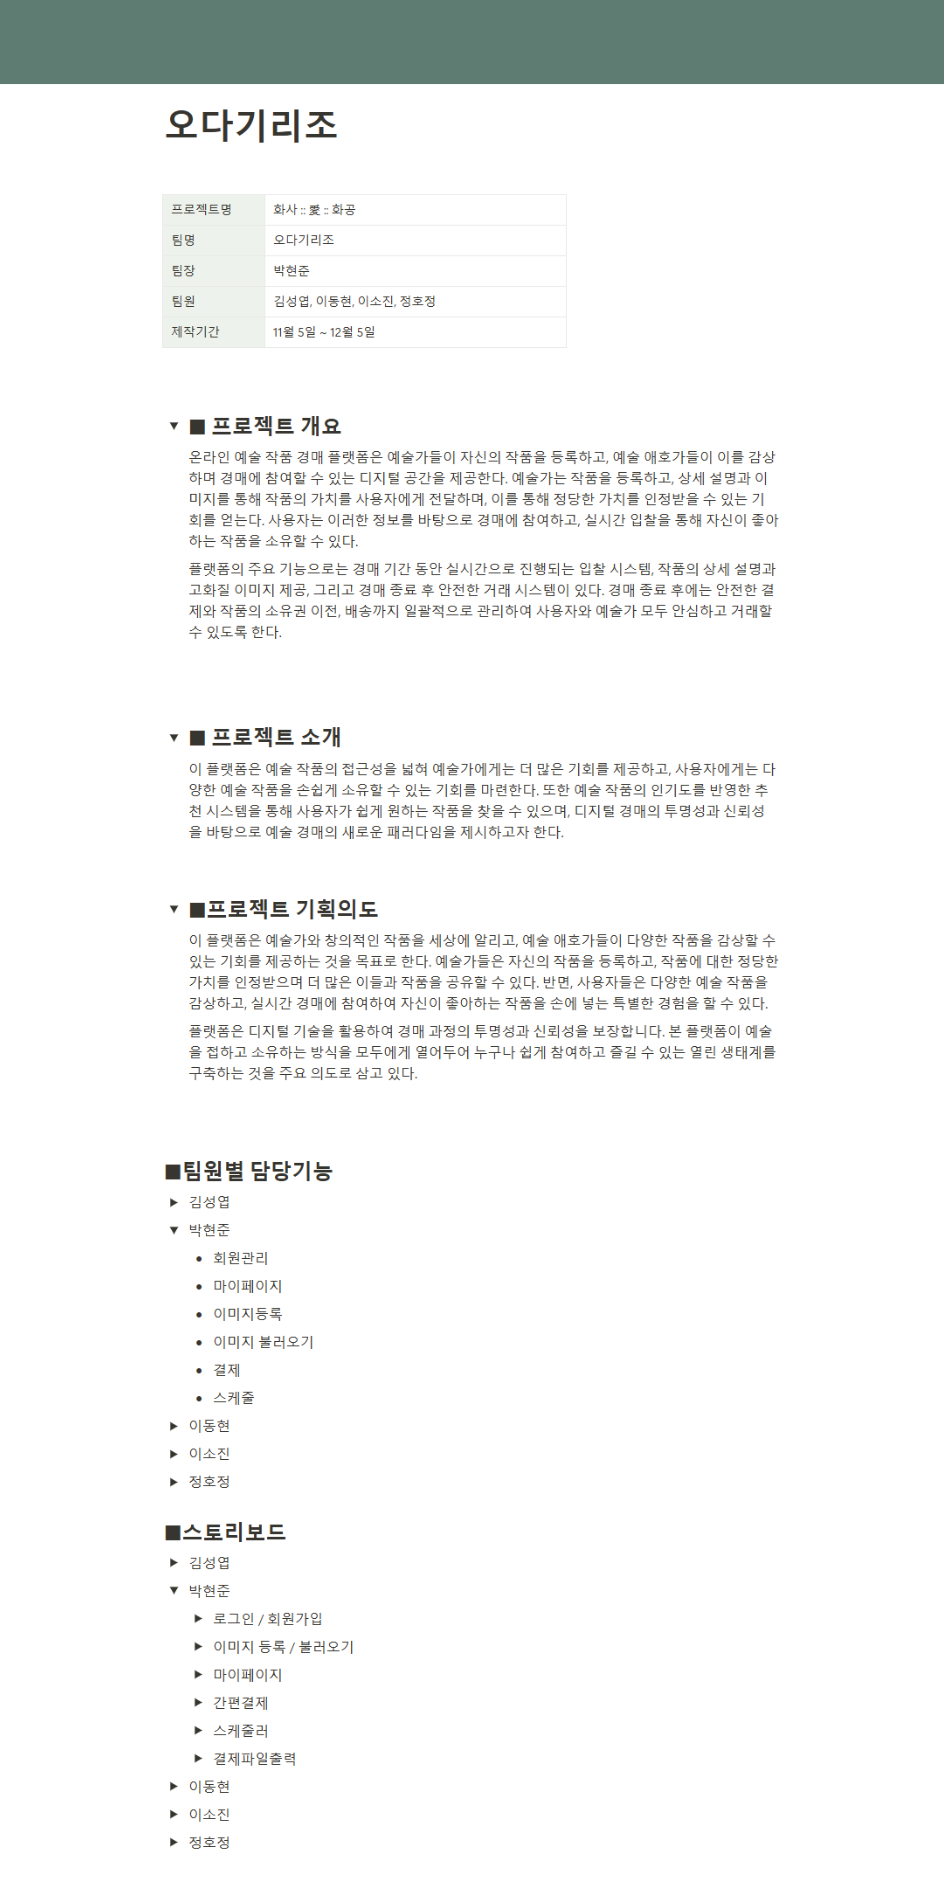 오다기리조
프로젝트명 화사 :: 愛 :: 화공
팀명 오다기리조
팀장 박현준
팀원 김성엽, 이동현, 이소진, 정호정
제작기간 11월 5일 ~ 12월 5일
■ 프로젝트 개요
온라인 예술 작품 경매 플랫폼은 예술가들이 자신의 작품을 등록하고, 예술 애호가들이 이를 감상
하며 경매에 참여할 수 있는 디지털 공간을 제공한다. 예술가는 작품을 등록하고, 상세 설명과 이
미지를 통해 작품의 가치를 사용자에게 전달하며, 이를 통해 정당한 가치를 인정받을 수 있는 기
회를 얻는다. 사용자는 이러한 정보를 바탕으로 경매에 참여하고, 실시간 입찰을 통해 자신이 좋아
하는 작품을 소유할 수 있다.
플랫폼의 주요 기능으로는 경매 기간 동안 실시간으로 진행되는 입찰 시스템, 작품의 상세 설명과
고화질 이미지 제공, 그리고 경매 종료 후 안전한 거래 시스템이 있다. 경매 종료 후에는 안전한 결
제와 작품의 소유권 이전, 배송까지 일괄적으로 관리하여 사용자와 예술가 모두 안심하고 거래할
수 있도록 한다.
■ 프로젝트 소개
이 플랫폼은 예술 작품의 접근성을 넓혀 예술가에게는 더 많은 기회를 제공하고, 사용자에게는 다
양한 예술 작품을 손쉽게 소유할 수 있는 기회를 마련한다. 또한 예술 작품의 인기도를 반영한 추
천 시스템을 통해 사용자가 쉽게 원하는 작품을 찾을 수 있으며, 디지털 경매의 투명성과 신뢰성
을 바탕으로 예술 경매의 새로운 패러다임을 제시하고자 한다.
■프로젝트 기획의도
이 플랫폼은 예술가와 창의적인 작품을 세상에 알리고, 예술 애호가들이 다양한 작품을 감상할 수
있는 기회를 제공하는 것을 목표로 한다. 예술가들은 자신의 작품을 등록하고, 작품에 대한 정당한
가치를 인정받으며 더 많은 이들과 작품을 공유할 수 있다. 반면, 사용자들은 다양한 예술 작품을
감상하고, 실시간 경매에 참여하여 자신이 좋아하는 작품을 손에 넣는 특별한 경험을 할 수 있다.
플랫폼은 디지털 기술을 활용하여 경매 과정의 투명성과 신뢰성을 보장합니다. 본 플랫폼이 예술
을 접하고 소유하는 방식을 모두에게 열어두어 누구나 쉽게 참여하고 즐길 수 있는 열린 생태계를
구축하는 것을 주요 의도로 삼고 있다.
■팀원별 담당기능
김성엽
박현준
• 회원관리
• 마이페이지
• 이미지등록
• 이미지 불러오기
• 결제
• 스케줄
이동현
이소진
정호정
■스토리보드
김성엽
박현준
로그인 / 회원가입
이미지 등록 / 불러오기
마이페이지
간편결제
스케줄러
결제파일출력
이동현
이소진
정호정